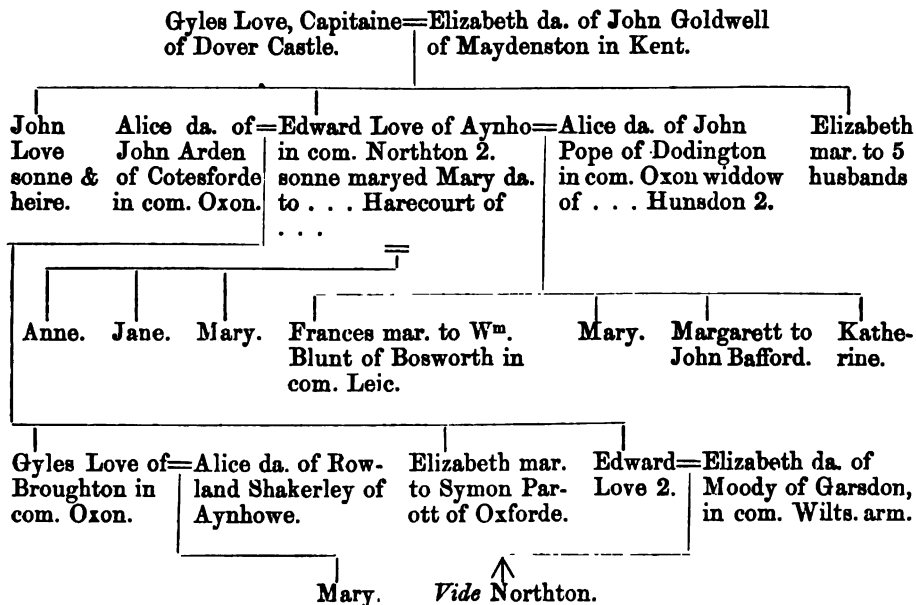 Gyles Love, Capitaine=Elizabeth da. of John Goldwell
of Dover Castle. of Maydenston in Kent.
John
Love
sonne &
heire.
Alice da. of=
John Arden
of Cotesforde
in com. Oxon.
Edward Love of Aynho=
in com. Northton 2.
sonne maryed Mary da.
to . . . Harecourt of
. . .
Alice da. of John
Pope of Dodington
in com. Oxon widdow
of . . . Hunsdon 2.
Elizabeth
mar. to 5
husbands
=
Anne.
Jane.
Mary.
Frances mar. to Wm.
Blunt of Bosworth in
com. Leic.
Mary.
Margarett to
John Bafford.
Kathe-
rine.
Gyles Love of=
Broughton in
com. Oxon.
Alice da. of Row-
land Shakerley of
Aynhowe.
Elizabeth mar.
to Symon Par-
ott of Oxforde.
Edward=
Love 2.
Elizabeth da. of
Moody of Garsdon,
in com. Wilts. arm.
Mary.
Vide Northton.